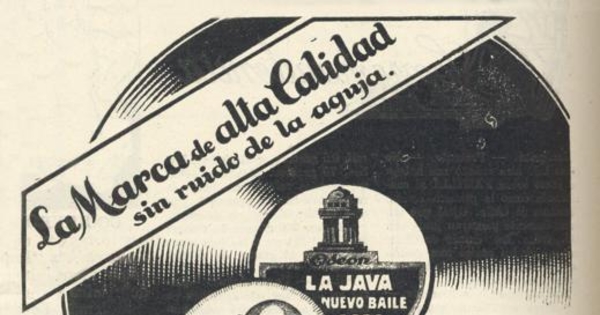 La Marca de alta Calidad
sin ruido de la aguja.
Odeon
LA JAVA
NUEVO BAILE